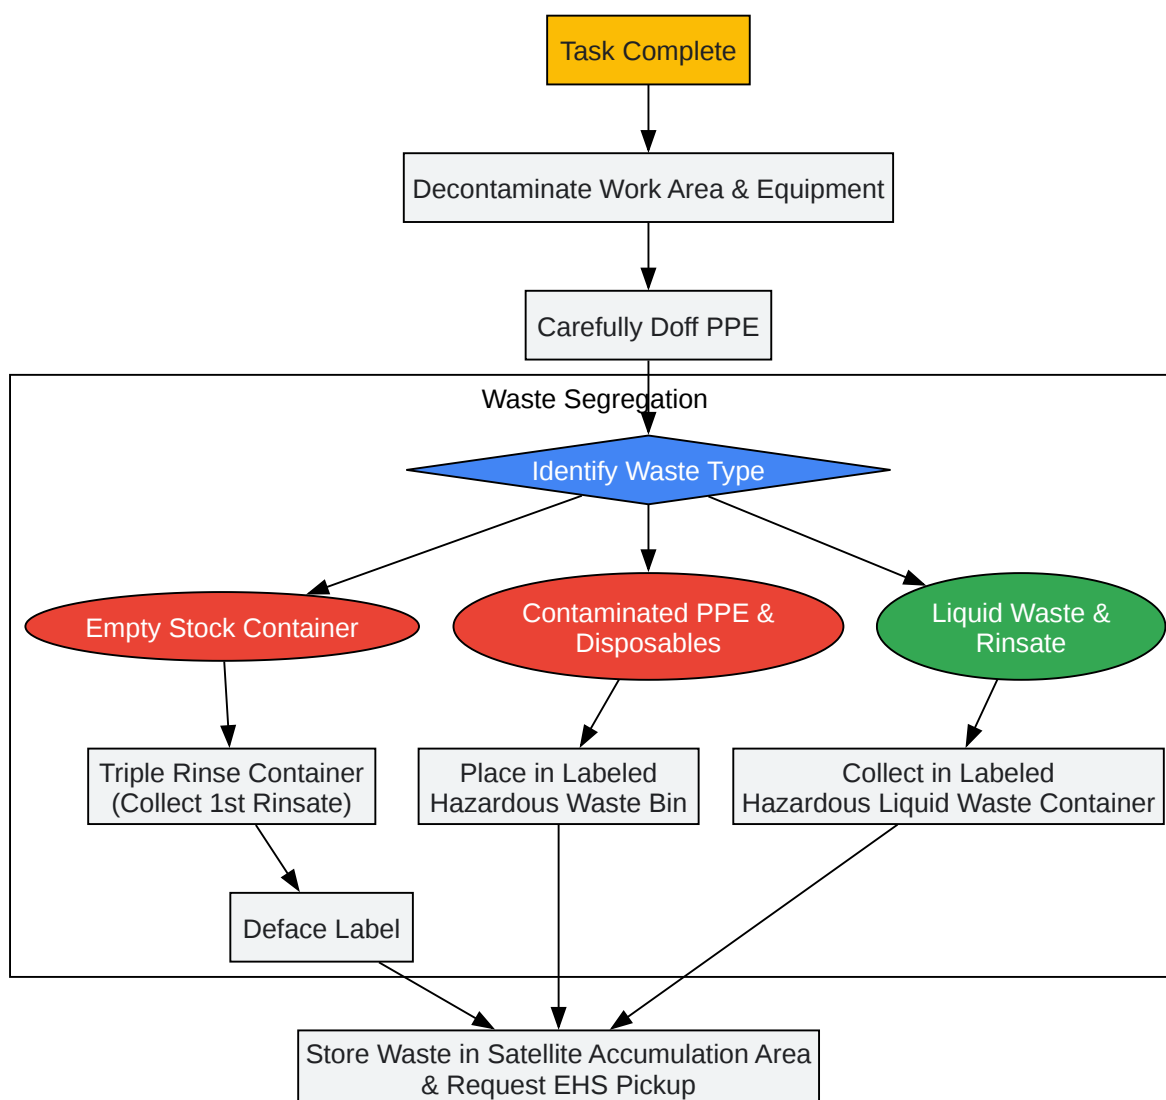 Task Complete
Decontaminate Work Area & Equipment
Carefully Doff PPE
Waste Segregation
Identify Waste Type
Empty Stock Container
Contaminated PPE &
Disposables
Liquid Waste &
Rinsate
Triple Rinse Container
(Collect 1st Rinsate)
Place in Labeled
Hazardous Waste Bin
Collect in Labeled
Hazardous Liquid Waste Container
Deface Label
Store Waste in Satellite Accumulation Area
& Request EHS Pickup